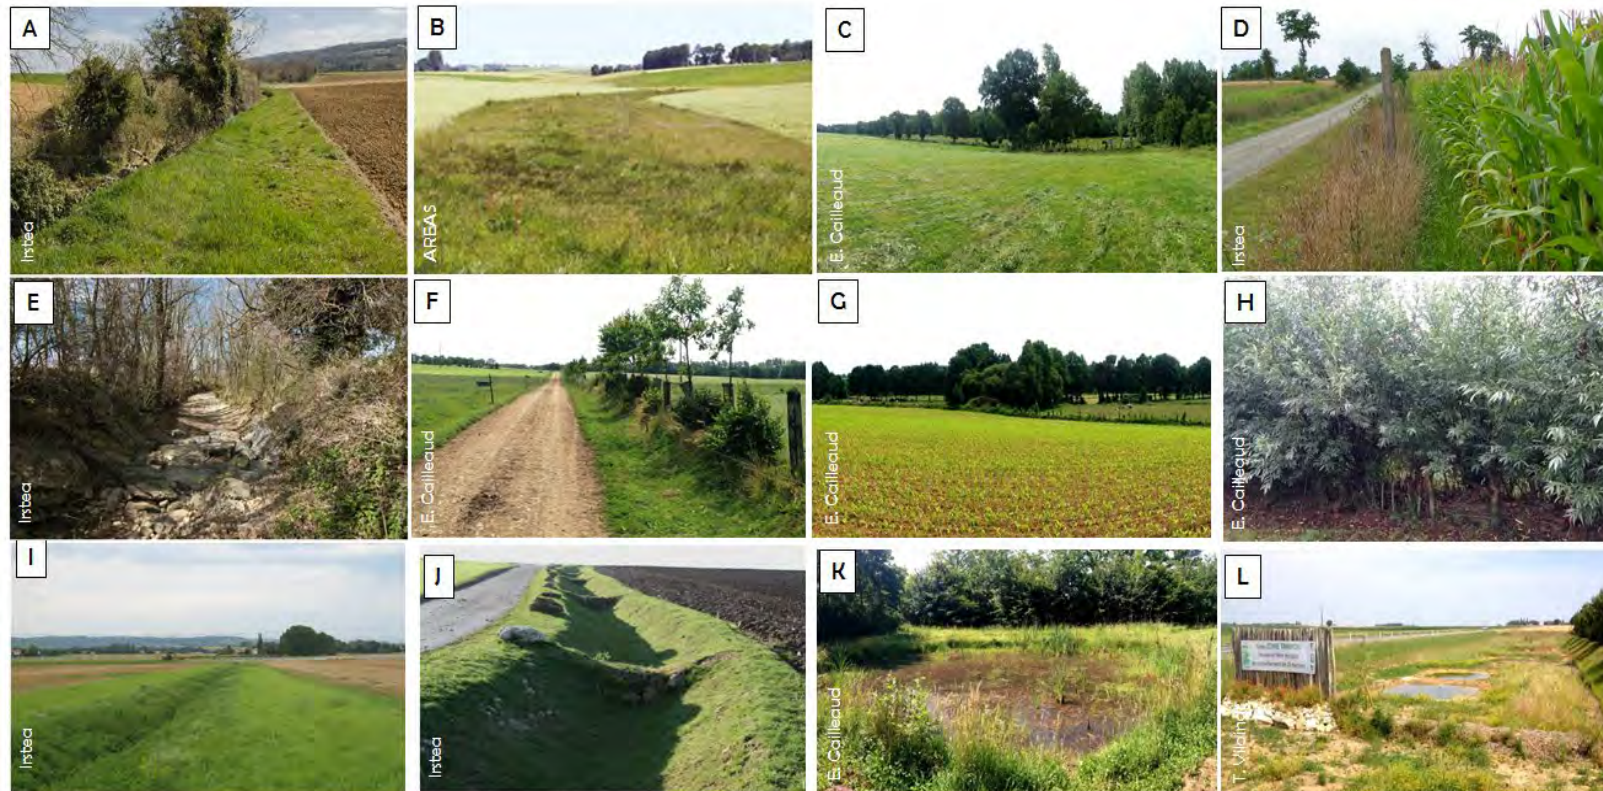 A
Irstea
B
AREAS
C
E. Cailleaud
D
Irstea
E
Irstea
F
E. Cailleaud
G
E. Cailleaud
H
E. Cailleaud
I
Irstea
J
Irstea
K
E. Cailleaud
L
T. Vilaine